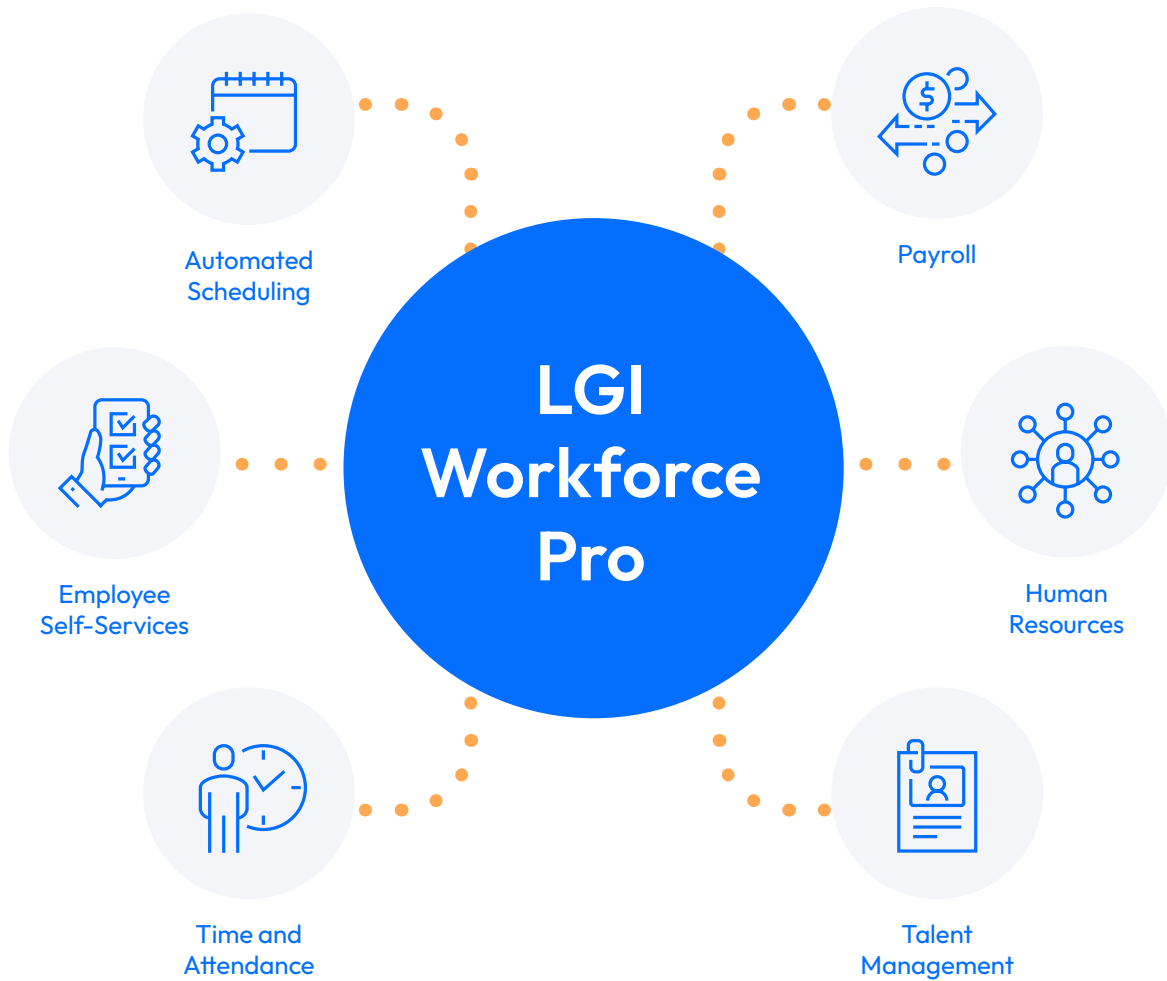 Automated
Scheduling
Payroll
LGI
Workforce
Pro
Employee
Self-Services
Human
Resources
Time and
Attendance
Talent
Management